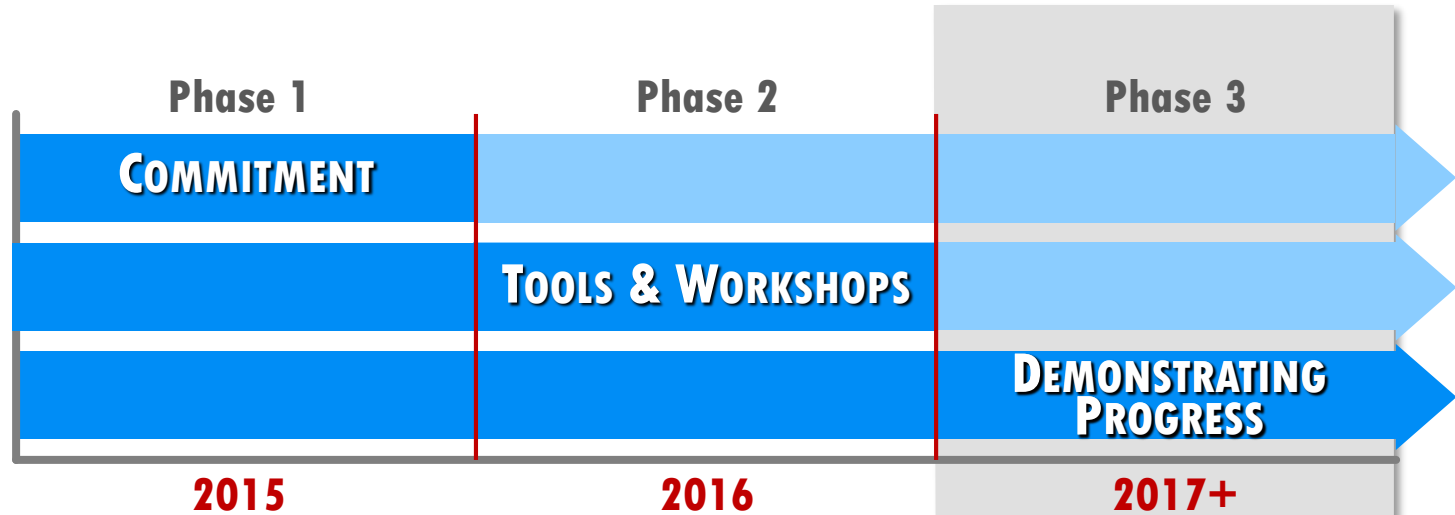 Phase 1
Phase 2
Phase 3
COMMITMENT
TOOLS & WORKSHOPS
DEMONSTRATING
PROGRESS
2015
2016
2017+